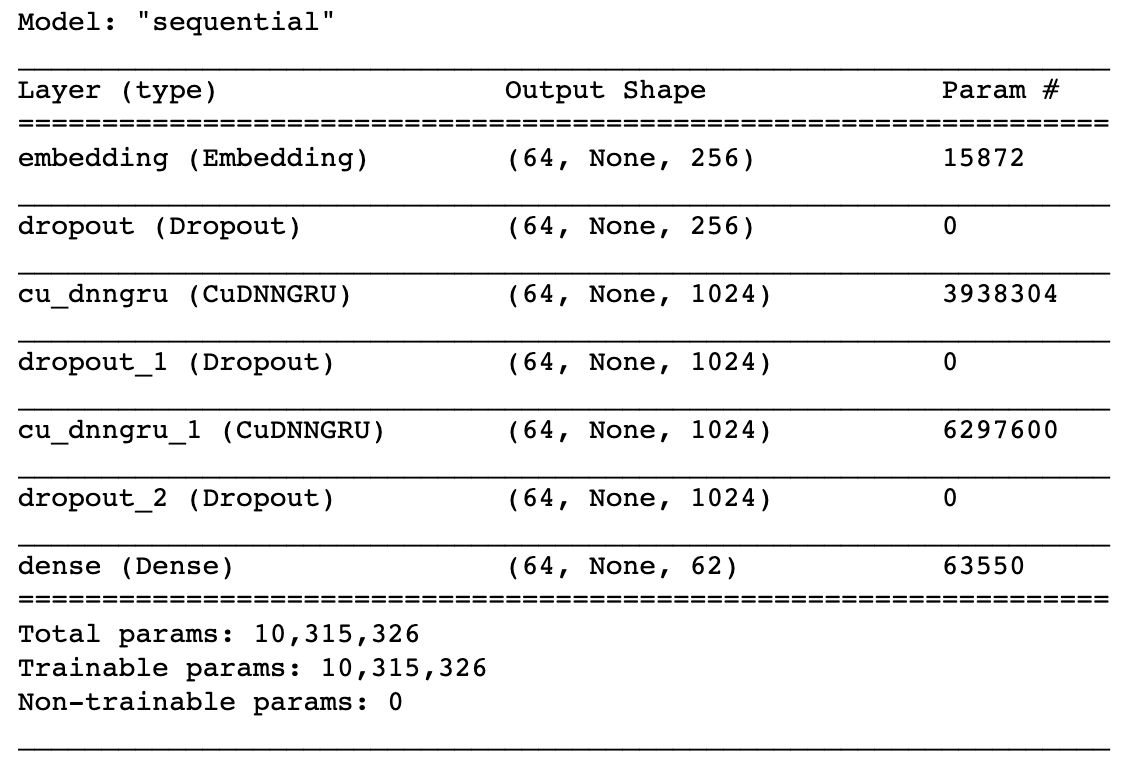 Model: "sequential"
Layer (type) Output Shape Param #
embedding (Embedding) (64, None, 256) 15872
dropout (Dropout) (64, None, 256) 0
cu_dnngru (CuDNNGRU) (64, None, 1024) 3938304
dropout_1 (Dropout) (64, None, 1024) 0
cu_dnngru_1 (CuDNNGRU) (64, None, 1024) 6297600
dropout_2 (Dropout) (64, None, 1024) 0
dense (Dense) (64, None, 62) 63550
Total params: 10,315,326
Trainable params: 10,315,326
Non-trainable params: 0